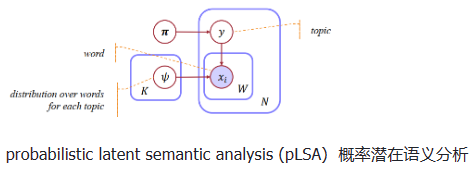 π y topic
word
ψ x_i
distribution over words
for each topic
K W N
probabilistic latent semantic analysis (pLSA) 概率潜在语义分析